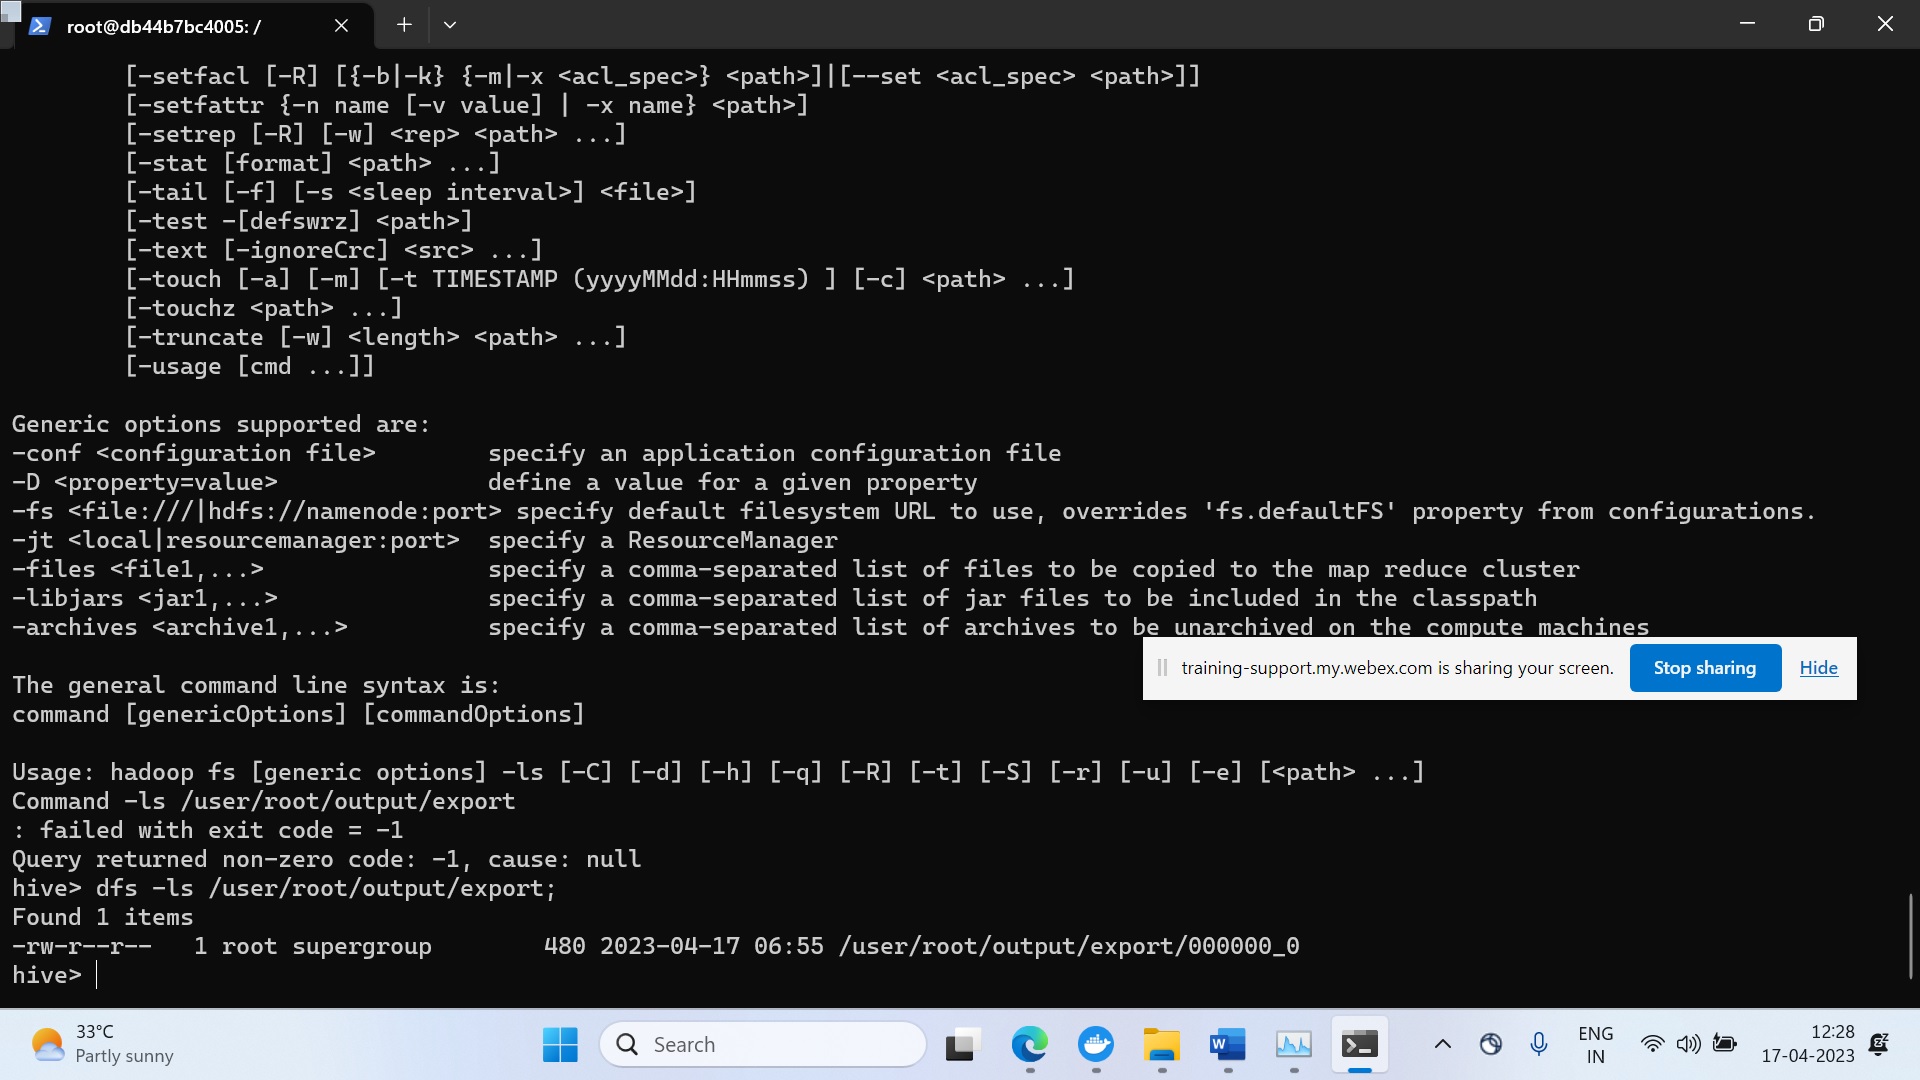 root@db44b7bc4005: /
[-setfacl [-R] [{-b|-k} {-m|-x <acl_spec>} <path>]|[--set <acl_spec> <path>]]
[-setfattr {-n name [-v value] | -x name} <path>]
[-setrep [-R] [-w] <rep> <path> ...]
[-stat [format] <path> ...]
[-tail [-f] [-s <sleep interval>] <file>]
[-test -[defswrz] <path>]
[-text [-ignoreCrc] <src> ...]
[-touch [-a] [-m] [-t TIMESTAMP (yyyyMMdd:HHmmss) ] [-c] <path> ...]
[-touchz <path> ...]
[-truncate [-w] <length> <path> ...]
[-usage [cmd ...]]
Generic options supported are:
-conf <configuration file>        specify an application configuration file
-D <property=value>               define a value for a given property
-fs <file:///|hdfs://namenode:port> specify default filesystem URL to use, overrides 'fs.defaultFS' property from configurations.
-jt <local|resourcemanager:port>  specify a ResourceManager
-files <file1,...>                specify a comma-separated list of files to be copied to the map reduce cluster
-libjars <jar1,...>               specify a comma-separated list of jar files to be included in the classpath
-archives <archive1,...>          specify a comma-separated list of archives to be unarchived on the compute machines
training-support.my.webex.com is sharing your screen. Stop sharing Hide
The general command line syntax is:
command [genericOptions] [commandOptions]
Usage: hadoop fs [generic options] -ls [-C] [-d] [-h] [-q] [-R] [-t] [-S] [-r] [-u] [-e] [<path> ...]
Command -ls /user/root/output/export
: failed with exit code = -1
Query returned non-zero code: -1, cause: null
hive> dfs -ls /user/root/output/export;
Found 1 items
-rw-r--r--   1 root supergroup        480 2023-04-17 06:55 /user/root/output/export/000000_0
hive>
33°C
Partly sunny
Search
ENG
IN
12:28
17-04-2023